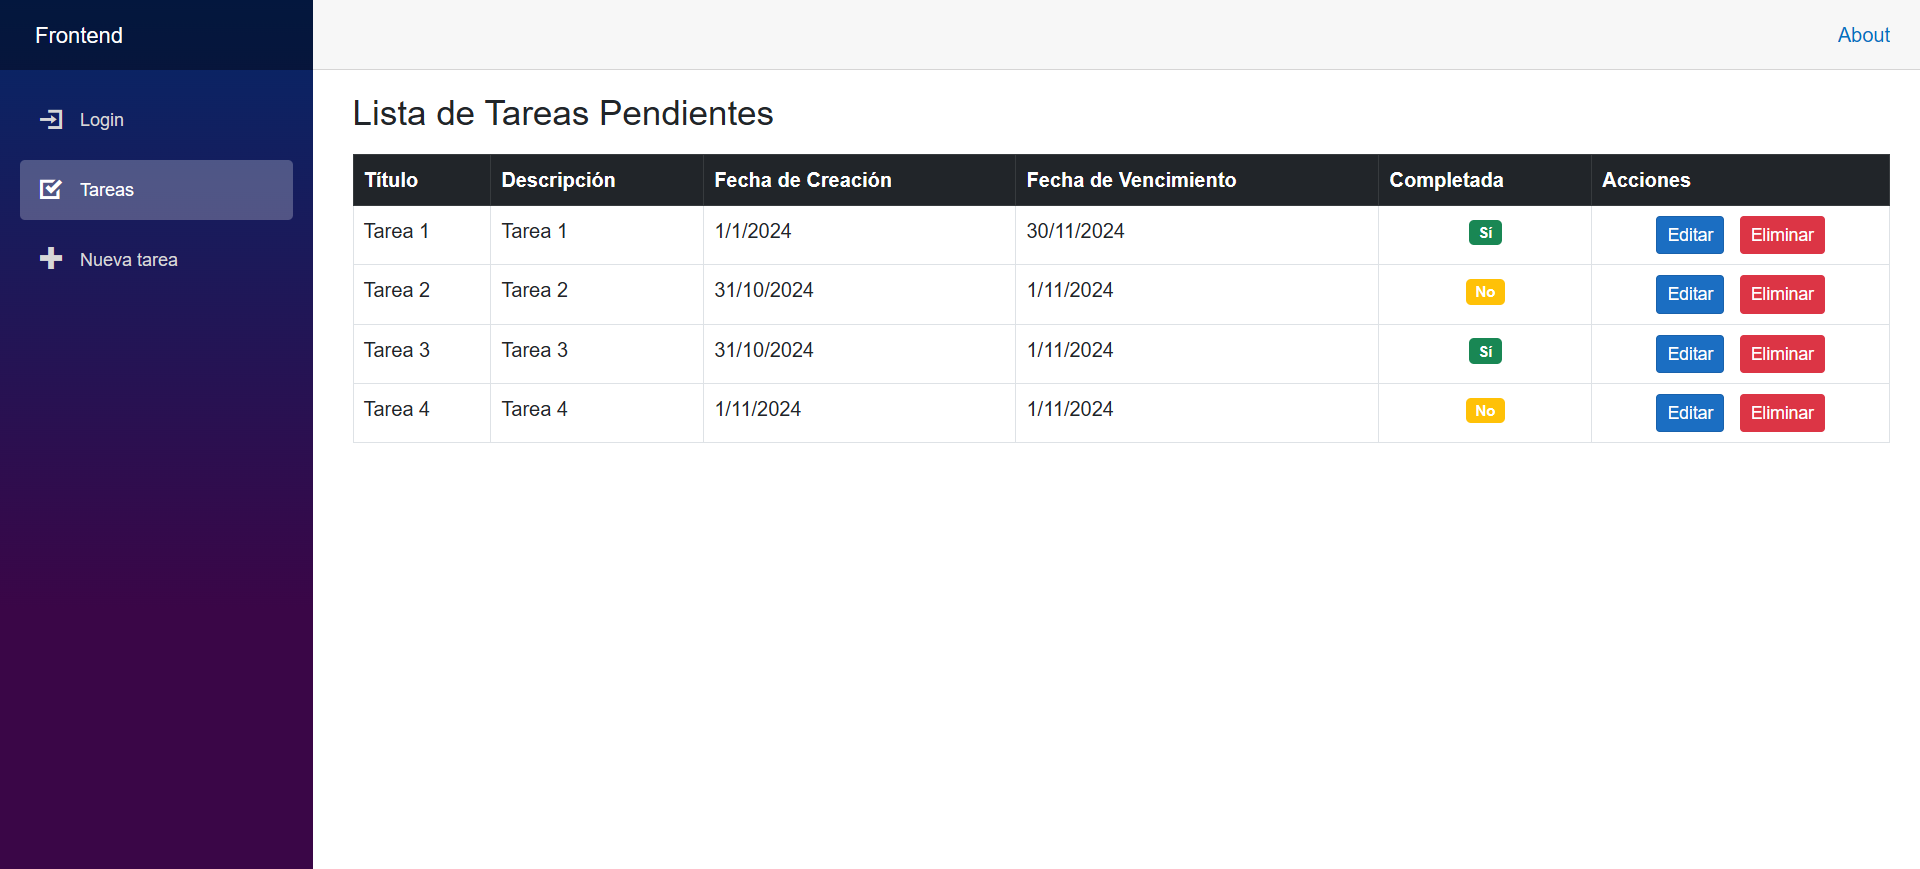 Frontend
About
Login
Tareas
Nueva tarea
Lista de Tareas Pendientes
Título Descripción Fecha de Creación Fecha de Vencimiento Completada Acciones
Tarea 1 Tarea 1 1/1/2024 30/11/2024 Sí Editar Eliminar
Tarea 2 Tarea 2 31/10/2024 1/11/2024 No Editar Eliminar
Tarea 3 Tarea 3 31/10/2024 1/11/2024 Sí Editar Eliminar
Tarea 4 Tarea 4 1/11/2024 1/11/2024 No Editar Eliminar